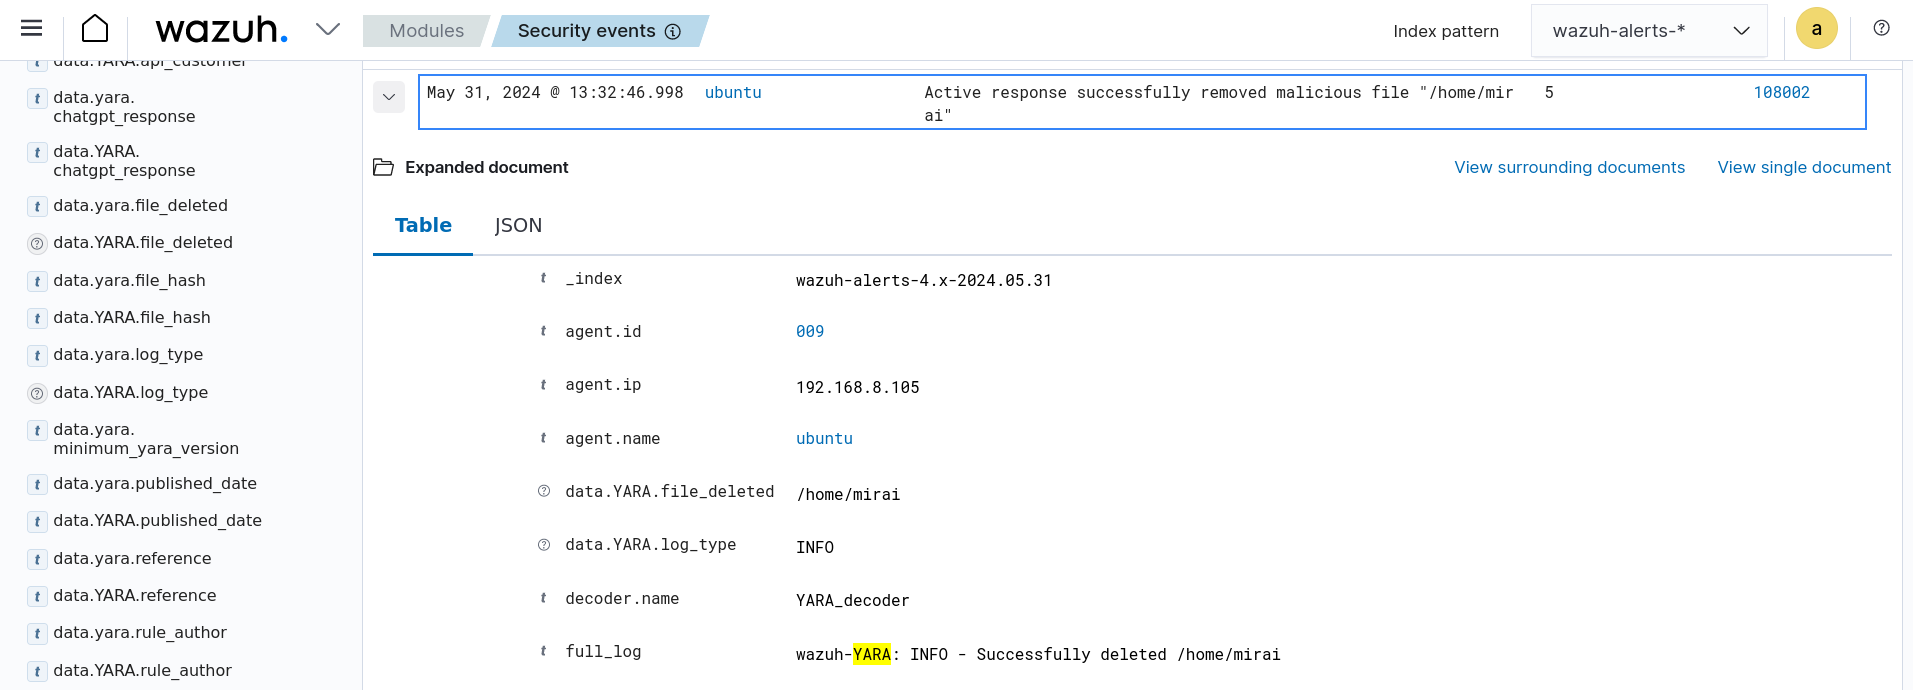 wazuh.
Modules
Security events
Index pattern
wazuh-alerts-*
a
data.YARA.api_customer
data.yara.
chatgpt_response
data.YARA.
chatgpt_response
data.yara.file_deleted
data.YARA.file_deleted
data.yara.file_hash
data.YARA.file_hash
data.yara.log_type
data.YARA.log_type
data.yara.
minimum_yara_version
data.yara.published_date
data.YARA.published_date
data.yara.reference
data.YARA.reference
data.yara.rule_author
data.YARA.rule_author
May 31, 2024 @ 13:32:46.998 ubuntu Active response successfully removed malicious file "/home/mir 5 108002
ai"
Expanded document
View surrounding documents
View single document
Table
JSON
t _index wazuh-alerts-4.x-2024.05.31
t agent.id 009
t agent.ip 192.168.8.105
t agent.name ubuntu
data.YARA.file_deleted /home/mirai
data.YARA.log_type INFO
t decoder.name YARA_decoder
t full_log wazuh-YARA: INFO - Successfully deleted /home/mirai